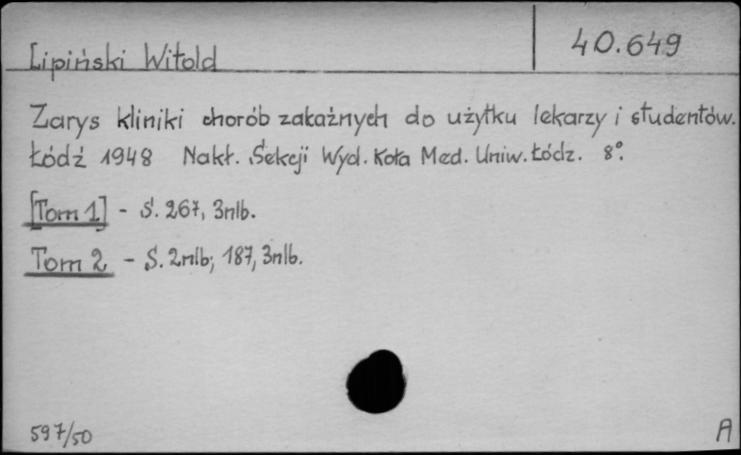 40.649
Lipiński Witold
Zarys kliniki chorób zakaźnych do użytku lekarzy i studentów.
Łódź 1948 Nakł. Sekcji Wyd. Koła Med. Uniw. Łódz. 8°.
[Tom 1] - S. 267, 3nlb.
Tom 2 - S. 2nlb; 187, 3nlb.
597/50
A